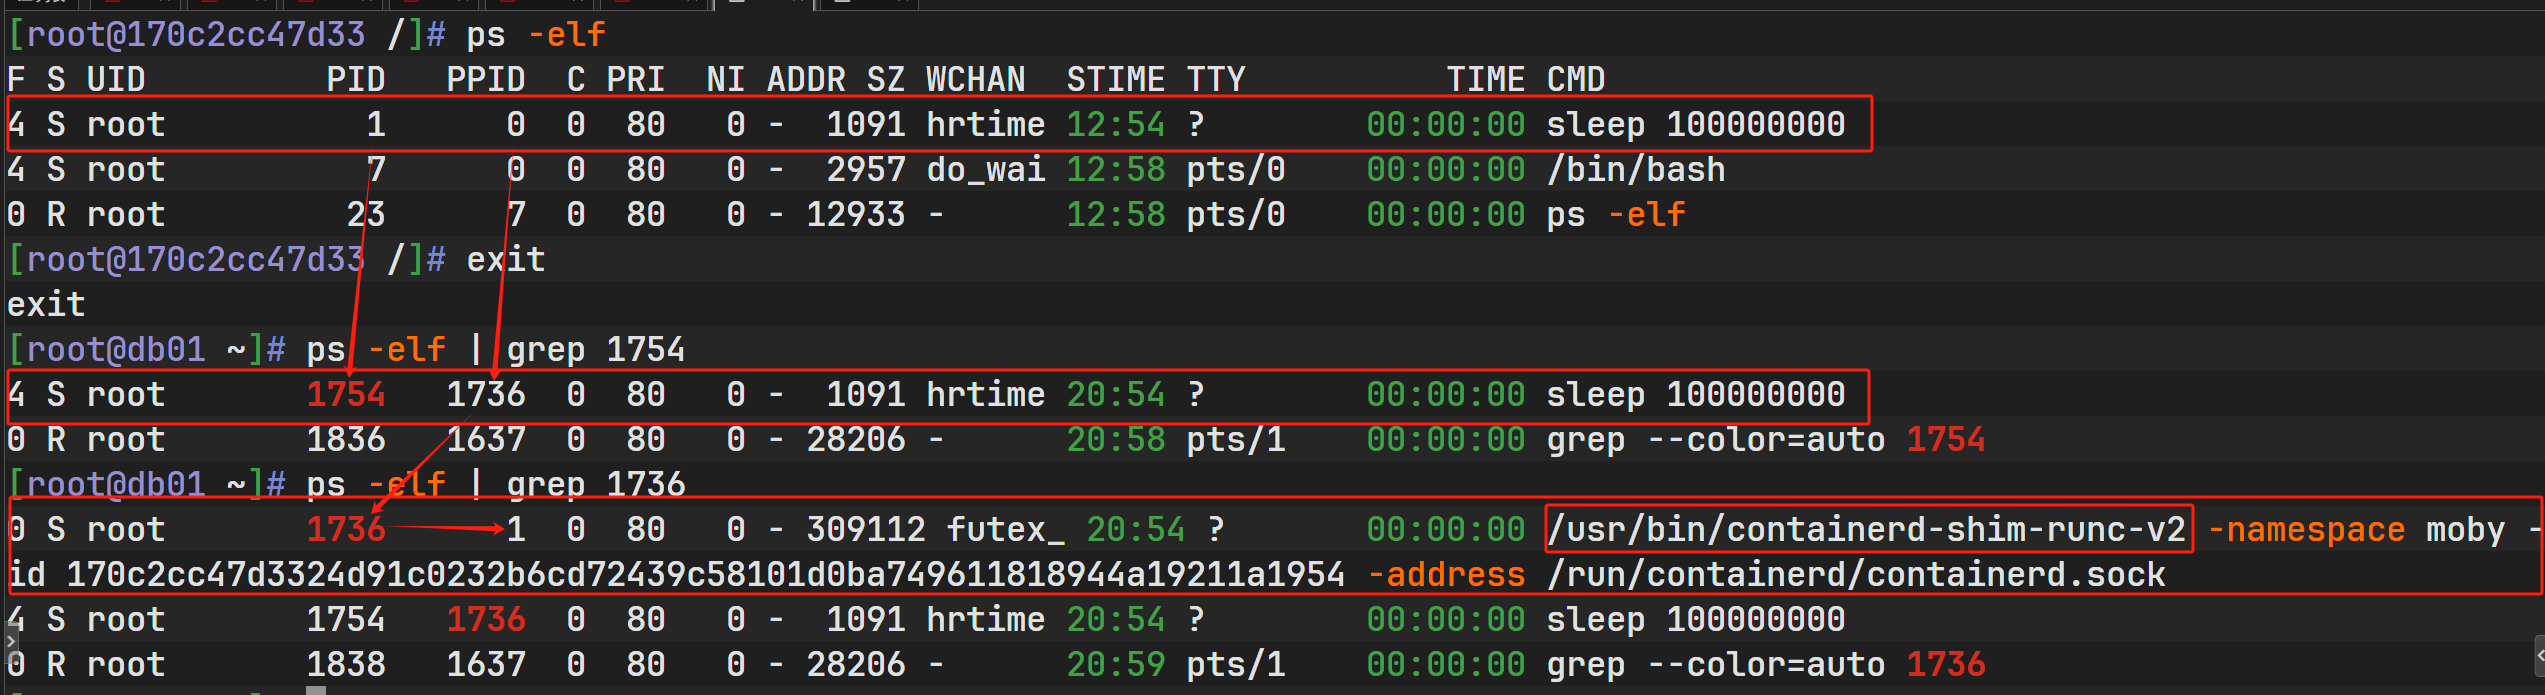 [root@170c2cc47d33 /]# ps -elf
F S UID         PID   PPID  C PRI  NI ADDR SZ WCHAN  STIME TTY          TIME CMD
4 S root          1      0  0  80   0 -  1091 hrtime 12:54 ?        00:00:00 sleep 100000000
4 S root          7      0  0  80   0 -  2957 do_wai 12:58 pts/0    00:00:00 /bin/bash
0 R root         23      7  0  80   0 - 12933 -      12:58 pts/0    00:00:00 ps -elf
[root@170c2cc47d33 /]# exit
exit
[root@db01 ~]# ps -elf | grep 1754
4 S root       1754   1736  0  80   0 -  1091 hrtime 20:54 ?        00:00:00 sleep 100000000
0 R root       1836   1637  0  80   0 - 28206 -      20:58 pts/1    00:00:00 grep --color=auto 1754
[root@db01 ~]# ps -elf | grep 1736
0 S root       1736      1  0  80   0 - 309112 futex_ 20:54 ?       00:00:00 /usr/bin/containerd-shim-runc-v2 -namespace moby -
id 170c2cc47d3324d91c0232b6cd72439c58101d0ba749611818944a19211a1954 -address /run/containerd/containerd.sock
4 S root       1754   1736  0  80   0 -  1091 hrtime 20:54 ?        00:00:00 sleep 100000000
0 R root       1838   1637  0  80   0 - 28206 -      20:59 pts/1    00:00:00 grep --color=auto 1736